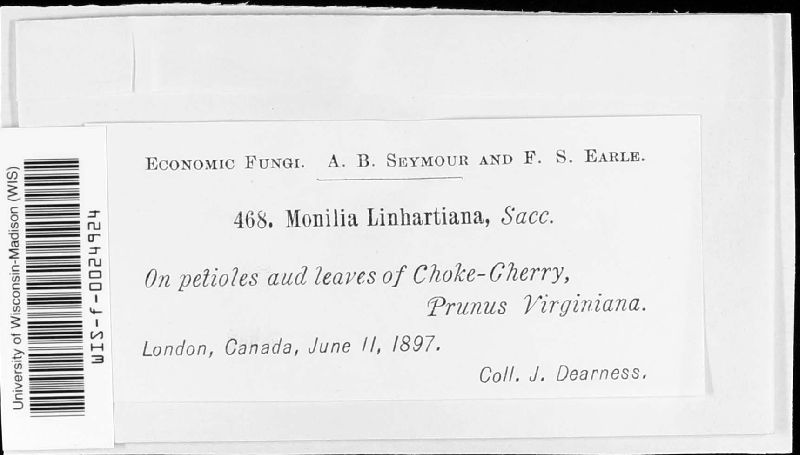 ECONOMIC FUNGI. A. B. SEYMOUR AND F. S. EARLE.
468. Monilia Linhartiana, Sacc.
On petioles aud leaves of Choke-Cherry,
Prunus Virginiana.
London, Canada, June 11, 1897.
Coll. J. Dearness.
University of Wisconsin-Madison (WIS)
WIS-f-0024924